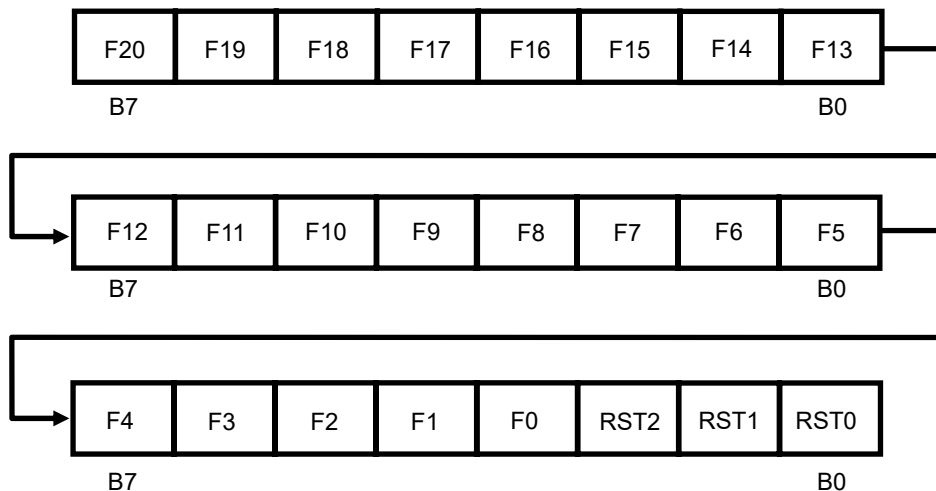 F20 F19 F18 F17 F16 F15 F14 F13
B7 B0
F12 F11 F10 F9 F8 F7 F6 F5
B7 B0
F4 F3 F2 F1 F0 RST2 RST1 RST0
B7 B0